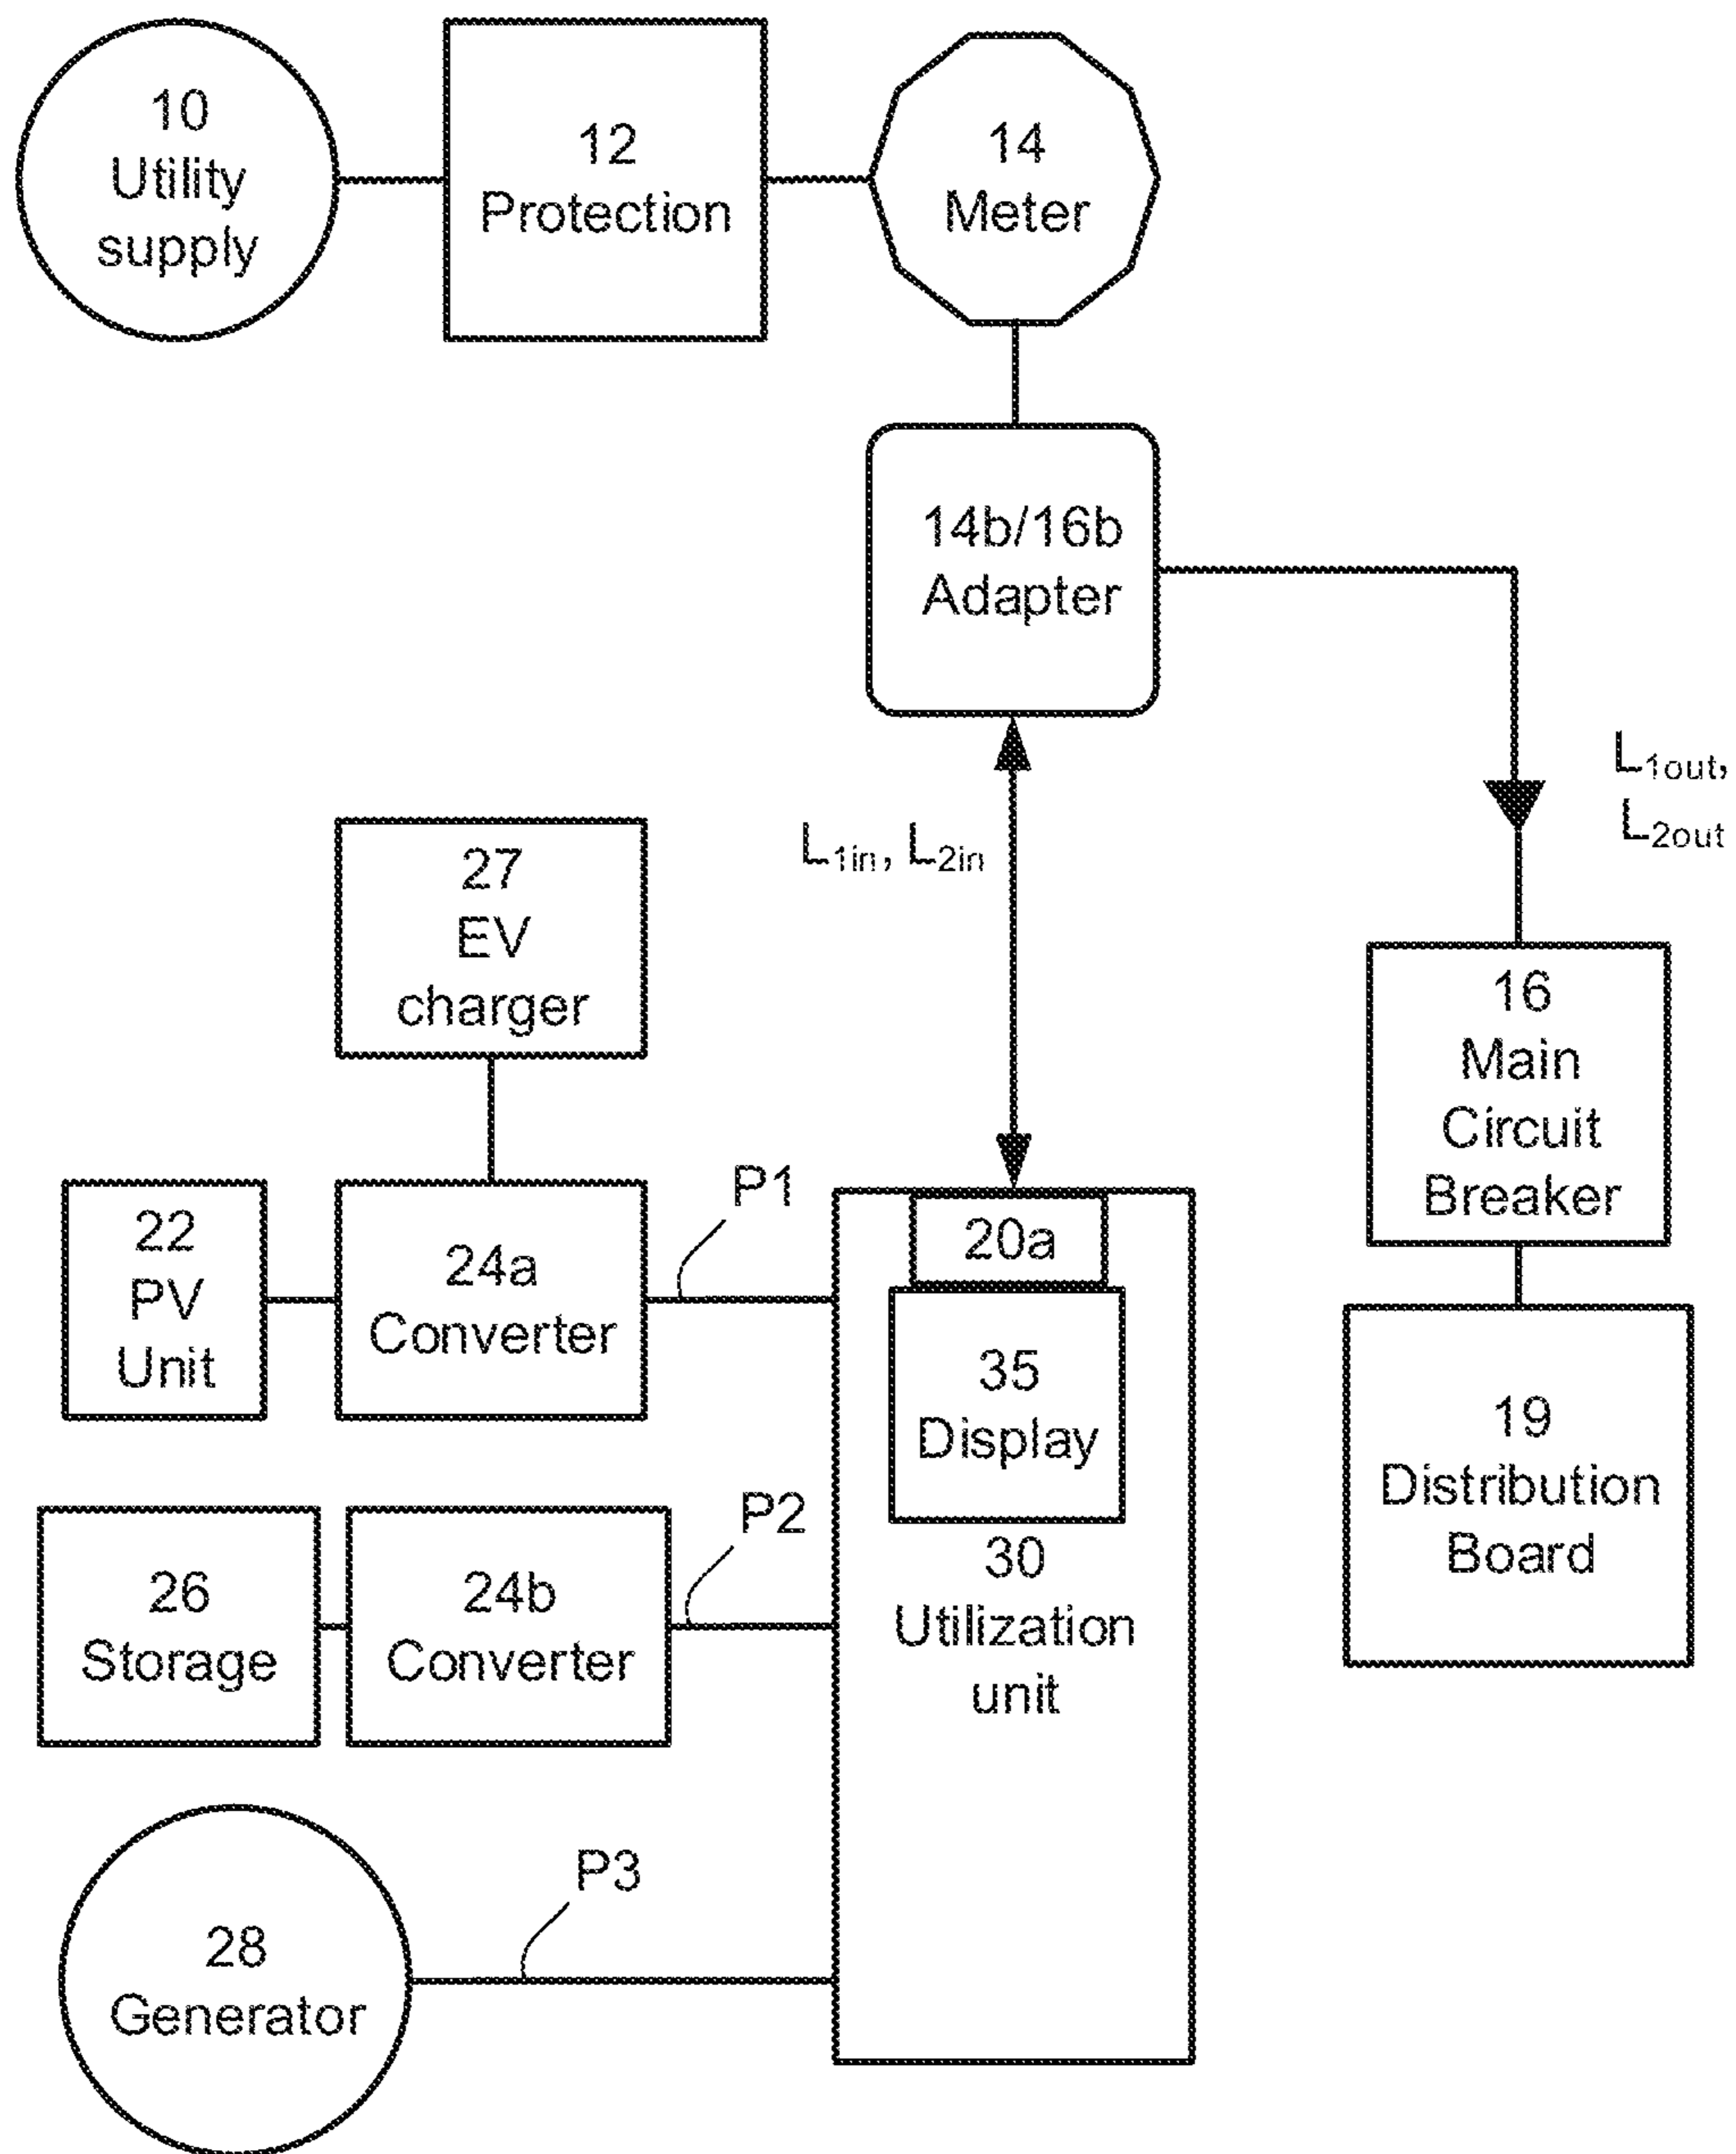 10
Utility
supply
12
Protection
14
Meter
14b/16b
Adapter
L1out,
L2out
L1in, L2in
27
EV
charger
16
Main
Circuit
Breaker
P1
22
PV
Unit
24a
Converter
20a
35
Display
19
Distribution
Board
P2
26
Storage
24b
Converter
30
Utilization
unit
P3
28
Generator